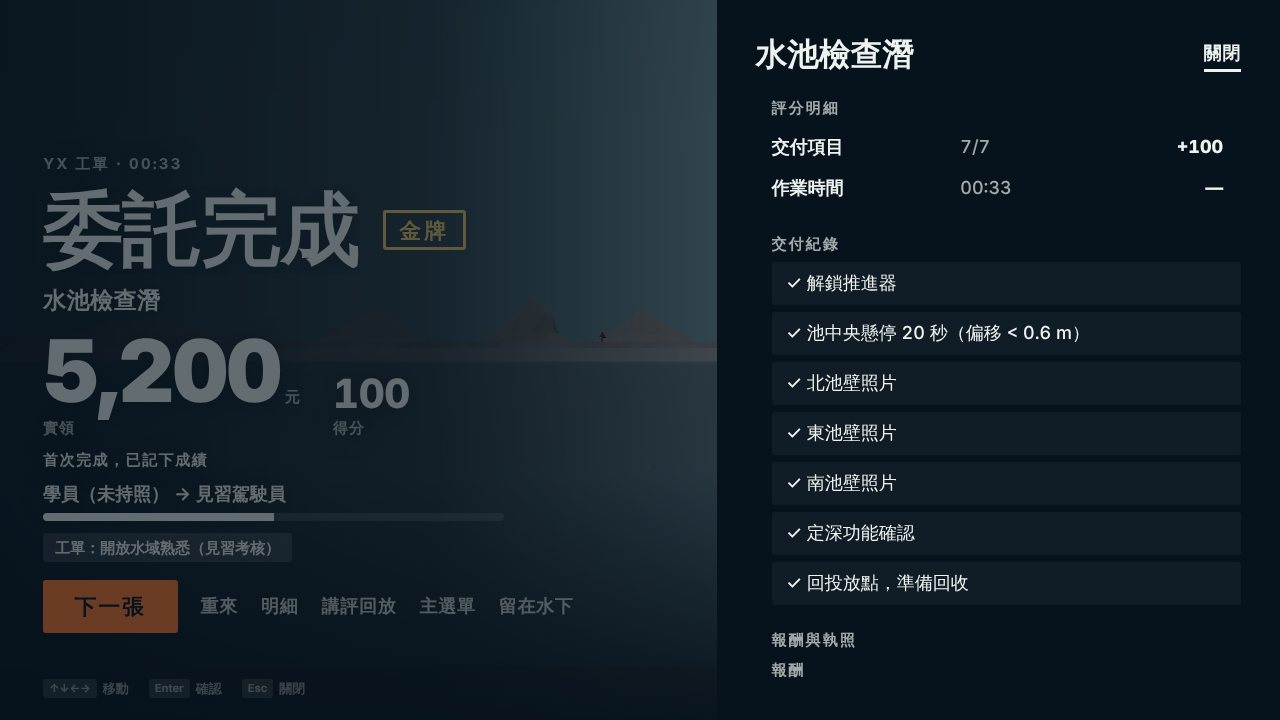 YX 工單 · 00:33
委託完成 金牌
水池檢查潛
5,200 元 100
實領 得分
首次完成，已記下成績
學員（未持照） → 見習駕駛員
工單：開放水域熟悉（見習考核）
下一張 重來 明細 講評回放 主選單 留在水下
↑↓←→ 移動 Enter 確認 Esc 關閉
水池檢查潛 關閉
評分明細
交付項目 7/7 +100
作業時間 00:33 —
交付紀錄
✓ 解鎖推進器
✓ 池中央懸停 20 秒（偏移 < 0.6 m）
✓ 北池壁照片
✓ 東池壁照片
✓ 南池壁照片
✓ 定深功能確認
✓ 回投放點，準備回收
報酬與執照
報酬